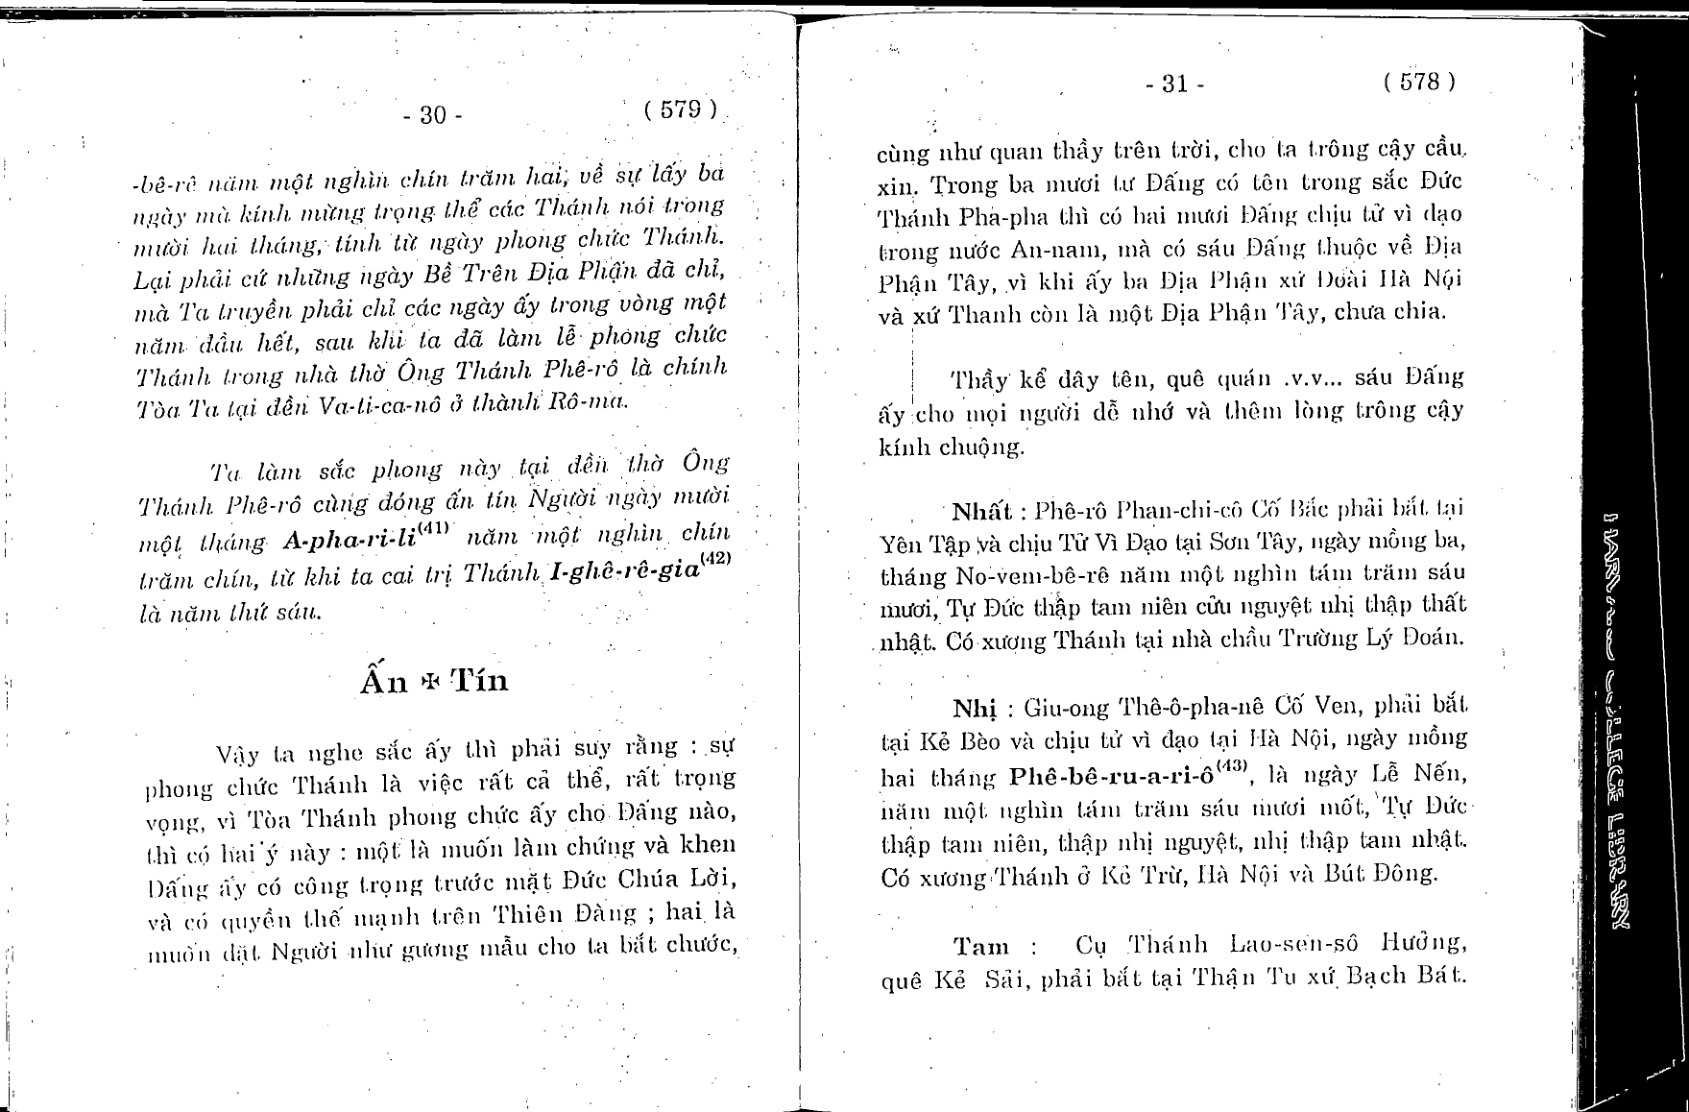 - 30 -
( 579 )
-bê-rê năm một nghìn chín trăm hai, về sự lấy ba
ngày mà kính mừng trọng thể các Thánh nói trong
mười hai tháng, tính từ ngày phong chức Thánh.
Lại phải cứ những ngày Bề Trên Địa Phận đã chỉ,
mà Ta truyền phải chỉ các ngày ấy trong vòng một
năm đầu hết, sau khi ta đã làm lễ phong chức
Thánh trong nhà thờ Ông Thánh Phê-rô là chính
Tòa Ta tại đền Va-ti-ca-nô ở thành Rô-ma.
Ta làm sắc phong này tại đền thờ Ông
Thánh Phê-rô cùng đóng ấn tín Người ngày mười
một tháng A-pha-ri-li(41) năm một nghìn chín
trăm chín, từ khi ta cai trị Thánh I-ghê-rê-gia(42)
là năm thứ sáu.
Ấn ✠ Tín
Vậy ta nghe sắc ấy thì phải suy rằng : sự
phong chức Thánh là việc rất cả thể, rất trọng
vọng, vì Tòa Thánh phong chức ấy cho Đấng nào,
thì có hai ý này : một là muốn làm chứng và khen
Đấng ấy có công trọng trước mặt Đức Chúa Lời,
và có quyền thế mạnh trên Thiên Đàng ; hai là
muốn đặt Người như gương mẫu cho ta bắt chước,
- 31 -
( 578 )
cùng như quan thầy trên trời, cho ta trông cậy cầu
xin. Trong ba mươi tư Đấng có tên trong sắc Đức
Thánh Pha-pha thì có hai mươi Đấng chịu tử vì đạo
trong nước An-nam, mà có sáu Đấng thuộc về Địa
Phận Tây, vì khi ấy ba Địa Phận xứ Đoài Hà Nội
và xứ Thanh còn là một Địa Phận Tây, chưa chia.
Thầy kể đây tên, quê quán .v.v... sáu Đấng
ấy cho mọi người dễ nhớ và thêm lòng trông cậy
kính chuộng.
Nhất : Phê-rô Phan-chi-cô Cố Bắc phải bắt tại
Yên Tập và chịu Tử Vì Đạo tại Sơn Tây, ngày mồng ba,
tháng No-vem-bê-rê năm một nghìn tám trăm sáu
mươi, Tự Đức thập tam niên cửu nguyệt nhị thập thất
nhật. Có xương Thánh tại nhà chầu Trường Lý Đoán.
Nhị : Giu-ong Thê-ô-pha-nê Cố Ven, phải bắt
tại Kẻ Bèo và chịu tử vì đạo tại Hà Nội, ngày mồng
hai tháng Phê-bê-ru-a-ri-ô(43), là ngày Lễ Nến,
năm một nghìn tám trăm sáu mươi mốt, Tự Đức
thập tam niên, thập nhị nguyệt, nhị thập tam nhật.
Có xương Thánh ở Kẻ Trừ, Hà Nội và Bút Đông.
Tam : Cụ Thánh Lao-sen-sô Hưởng,
quê Kẻ Sải, phải bắt tại Thận Tu xứ Bạch Bát.
HARVARD COLLEGE LIBRARY